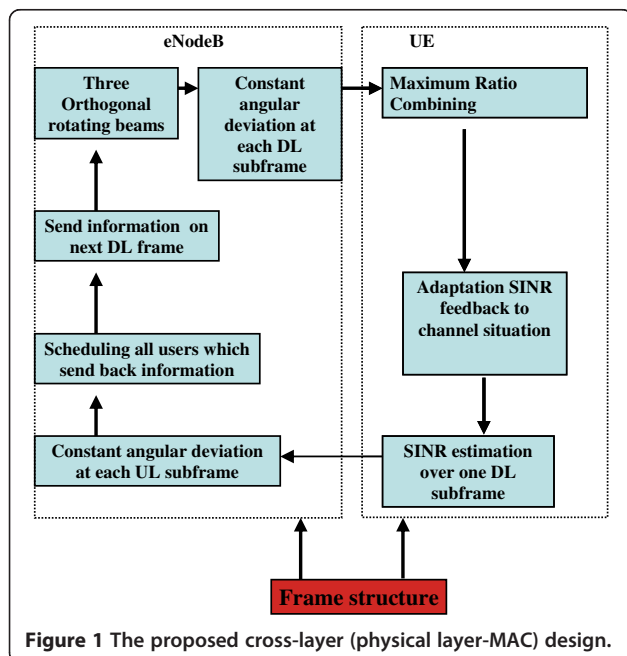 eNodeB
UE
Three
Orthogonal
rotating beams
Constant
angular
deviation at
each DL
subframe
Maximum Ratio
Combining
Send information on
next DL frame
Adaptation SINR
feedback to
channel situation
Scheduling all users which
send back information
Constant angular deviation
at each UL subframe
SINR estimation
over one DL
subframe
Frame structure
Figure 1 The proposed cross-layer (physical layer-MAC) design.